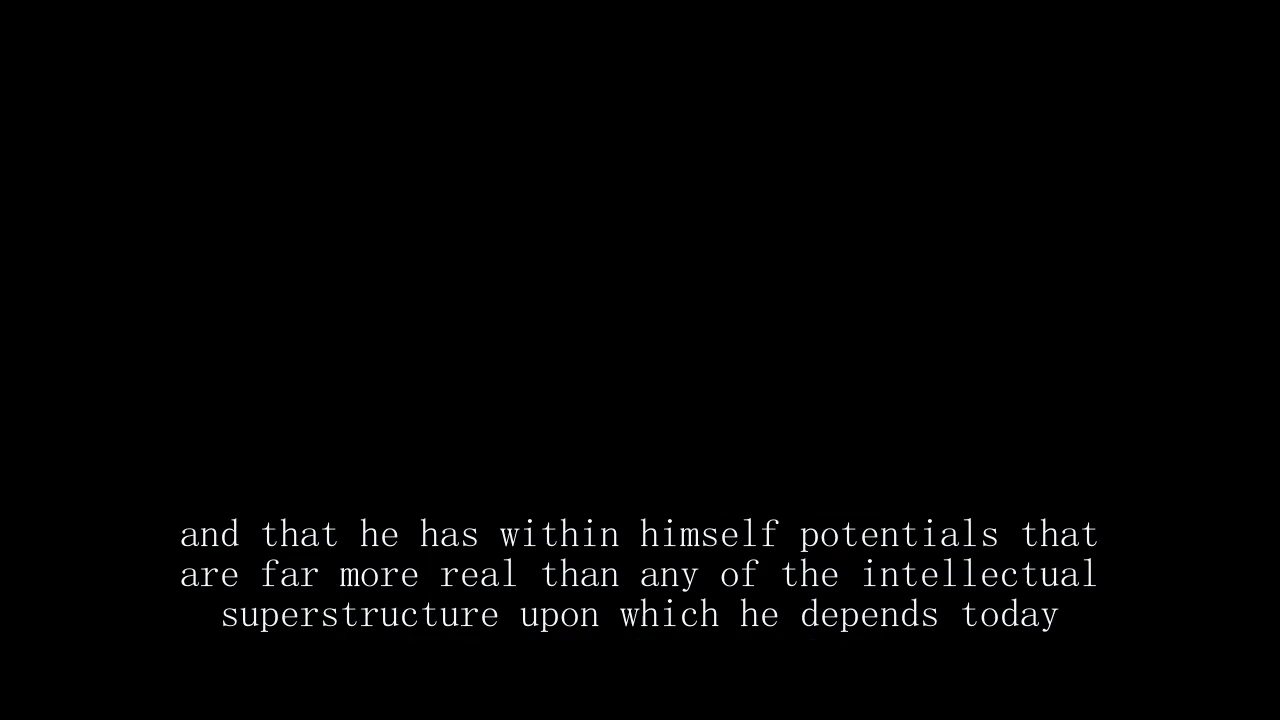 and that he has within himself potentials that
are far more real than any of the intellectual
superstructure upon which he depends today